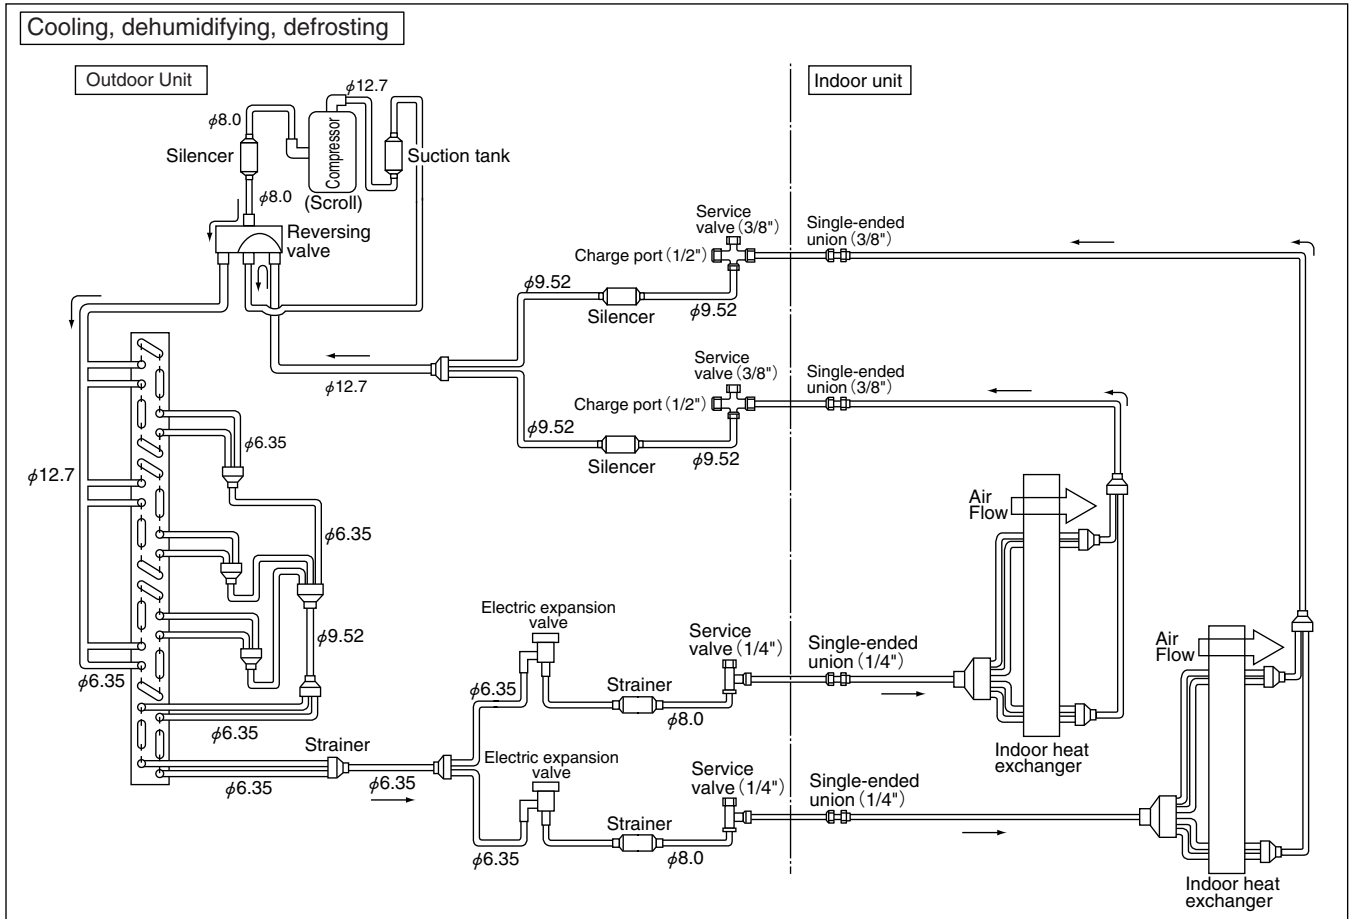 Cooling, dehumidifying, defrosting
Outdoor Unit
Indoor unit
φ12.7
φ8.0
Compressor
Silencer
Suction tank
φ8.0
(Scroll)
Reversing
valve
Service
valve (3/8")
Single-ended
union (3/8")
Charge port (1/2")
φ9.52
Silencer
φ9.52
φ12.7
Service
valve (3/8")
Single-ended
union (3/8")
Charge port (1/2")
φ9.52
Silencer
φ9.52
φ6.35
φ12.7
φ6.35
Air
Flow
φ9.52
Electric expansion
valve
Service
valve (1/4")
Single-ended
union (1/4")
Air
Flow
φ6.35
φ6.35
Strainer
φ8.0
φ6.35
Strainer
φ6.35
φ6.35
Electric expansion
valve
Service
valve (1/4")
Single-ended
union (1/4")
Indoor heat
exchanger
Strainer
φ6.35
φ8.0
Indoor heat
exchanger